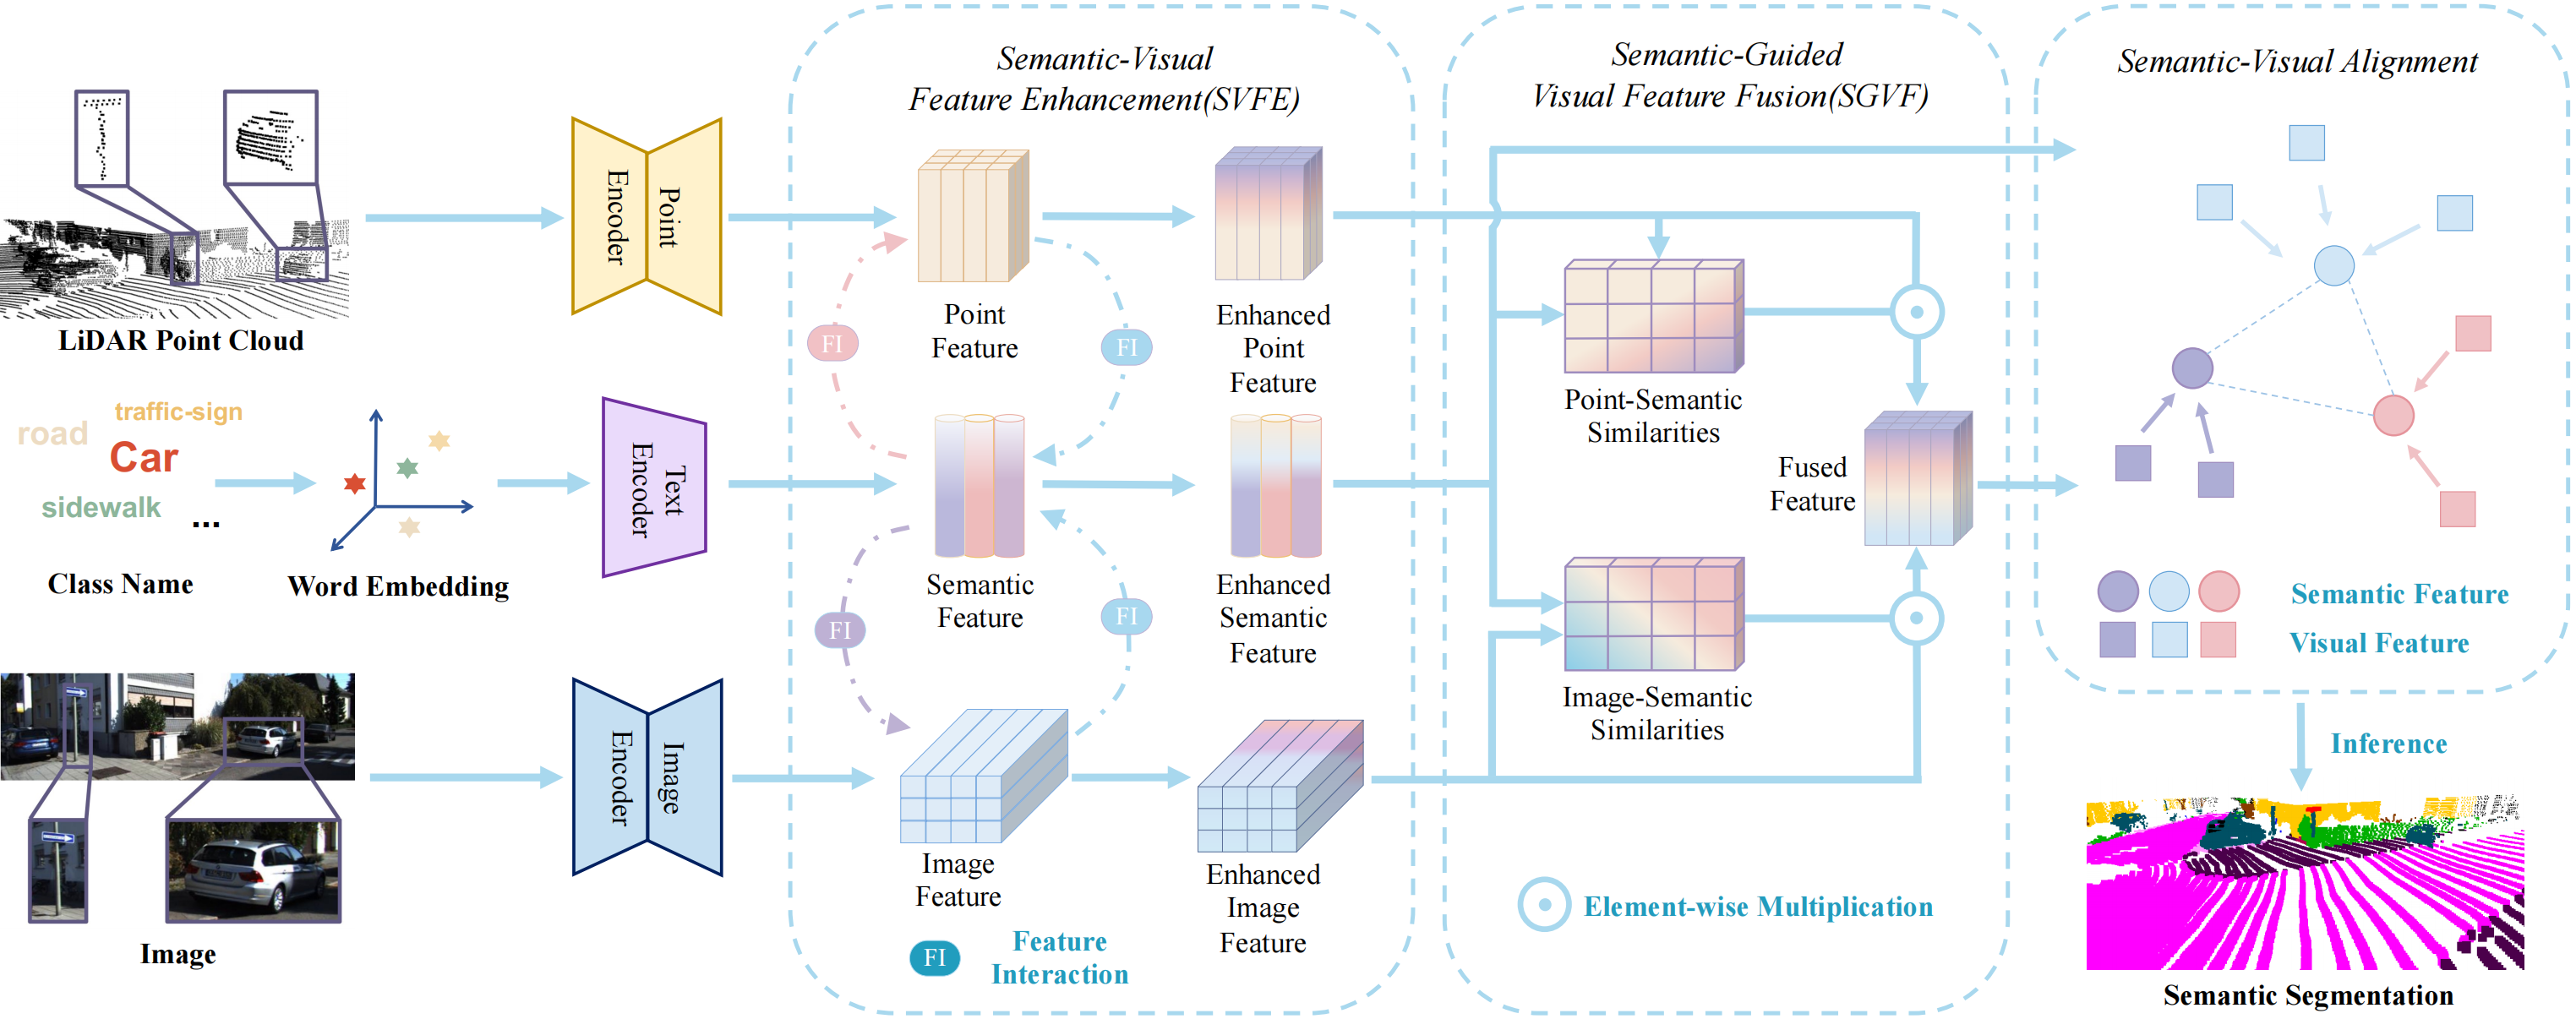 Semantic-Visual
Feature Enhancement(SVFE)
Semantic-Guided
Visual Feature Fusion(SGVF)
Semantic-Visual Alignment
LiDAR Point Cloud
Point
Encoder
Point
Feature
Enhanced
Point
Feature
FI
FI
Point-Semantic
Similarities
road
traffic-sign
Car
sidewalk
...
Class Name
Word Embedding
Text
Encoder
Semantic
Feature
Enhanced
Semantic
Feature
FI
FI
Fused
Feature
Image-Semantic
Similarities
Semantic Feature
Visual Feature
Image
Image
Encoder
Image
Feature
Enhanced
Image
Feature
FI
Feature
Interaction
Element-wise Multiplication
Inference
Semantic Segmentation